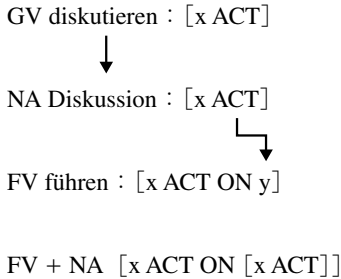 GV diskutieren：［x ACT］
NA Diskussion：［x ACT］
FV führen：［x ACT ON y］
FV + NA ［x ACT ON ［x ACT］］